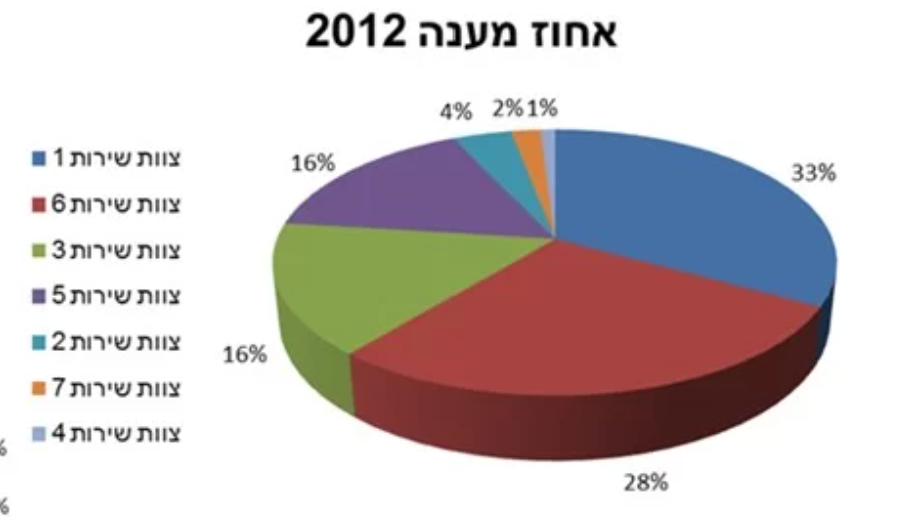 אחוז מענה 2012
4% 2% 1%
16%
33%
צוות שירות 1
צוות שירות 6
צוות שירות 3
צוות שירות 5
צוות שירות 2
צוות שירות 7
צוות שירות 4
16%
28%
%
%